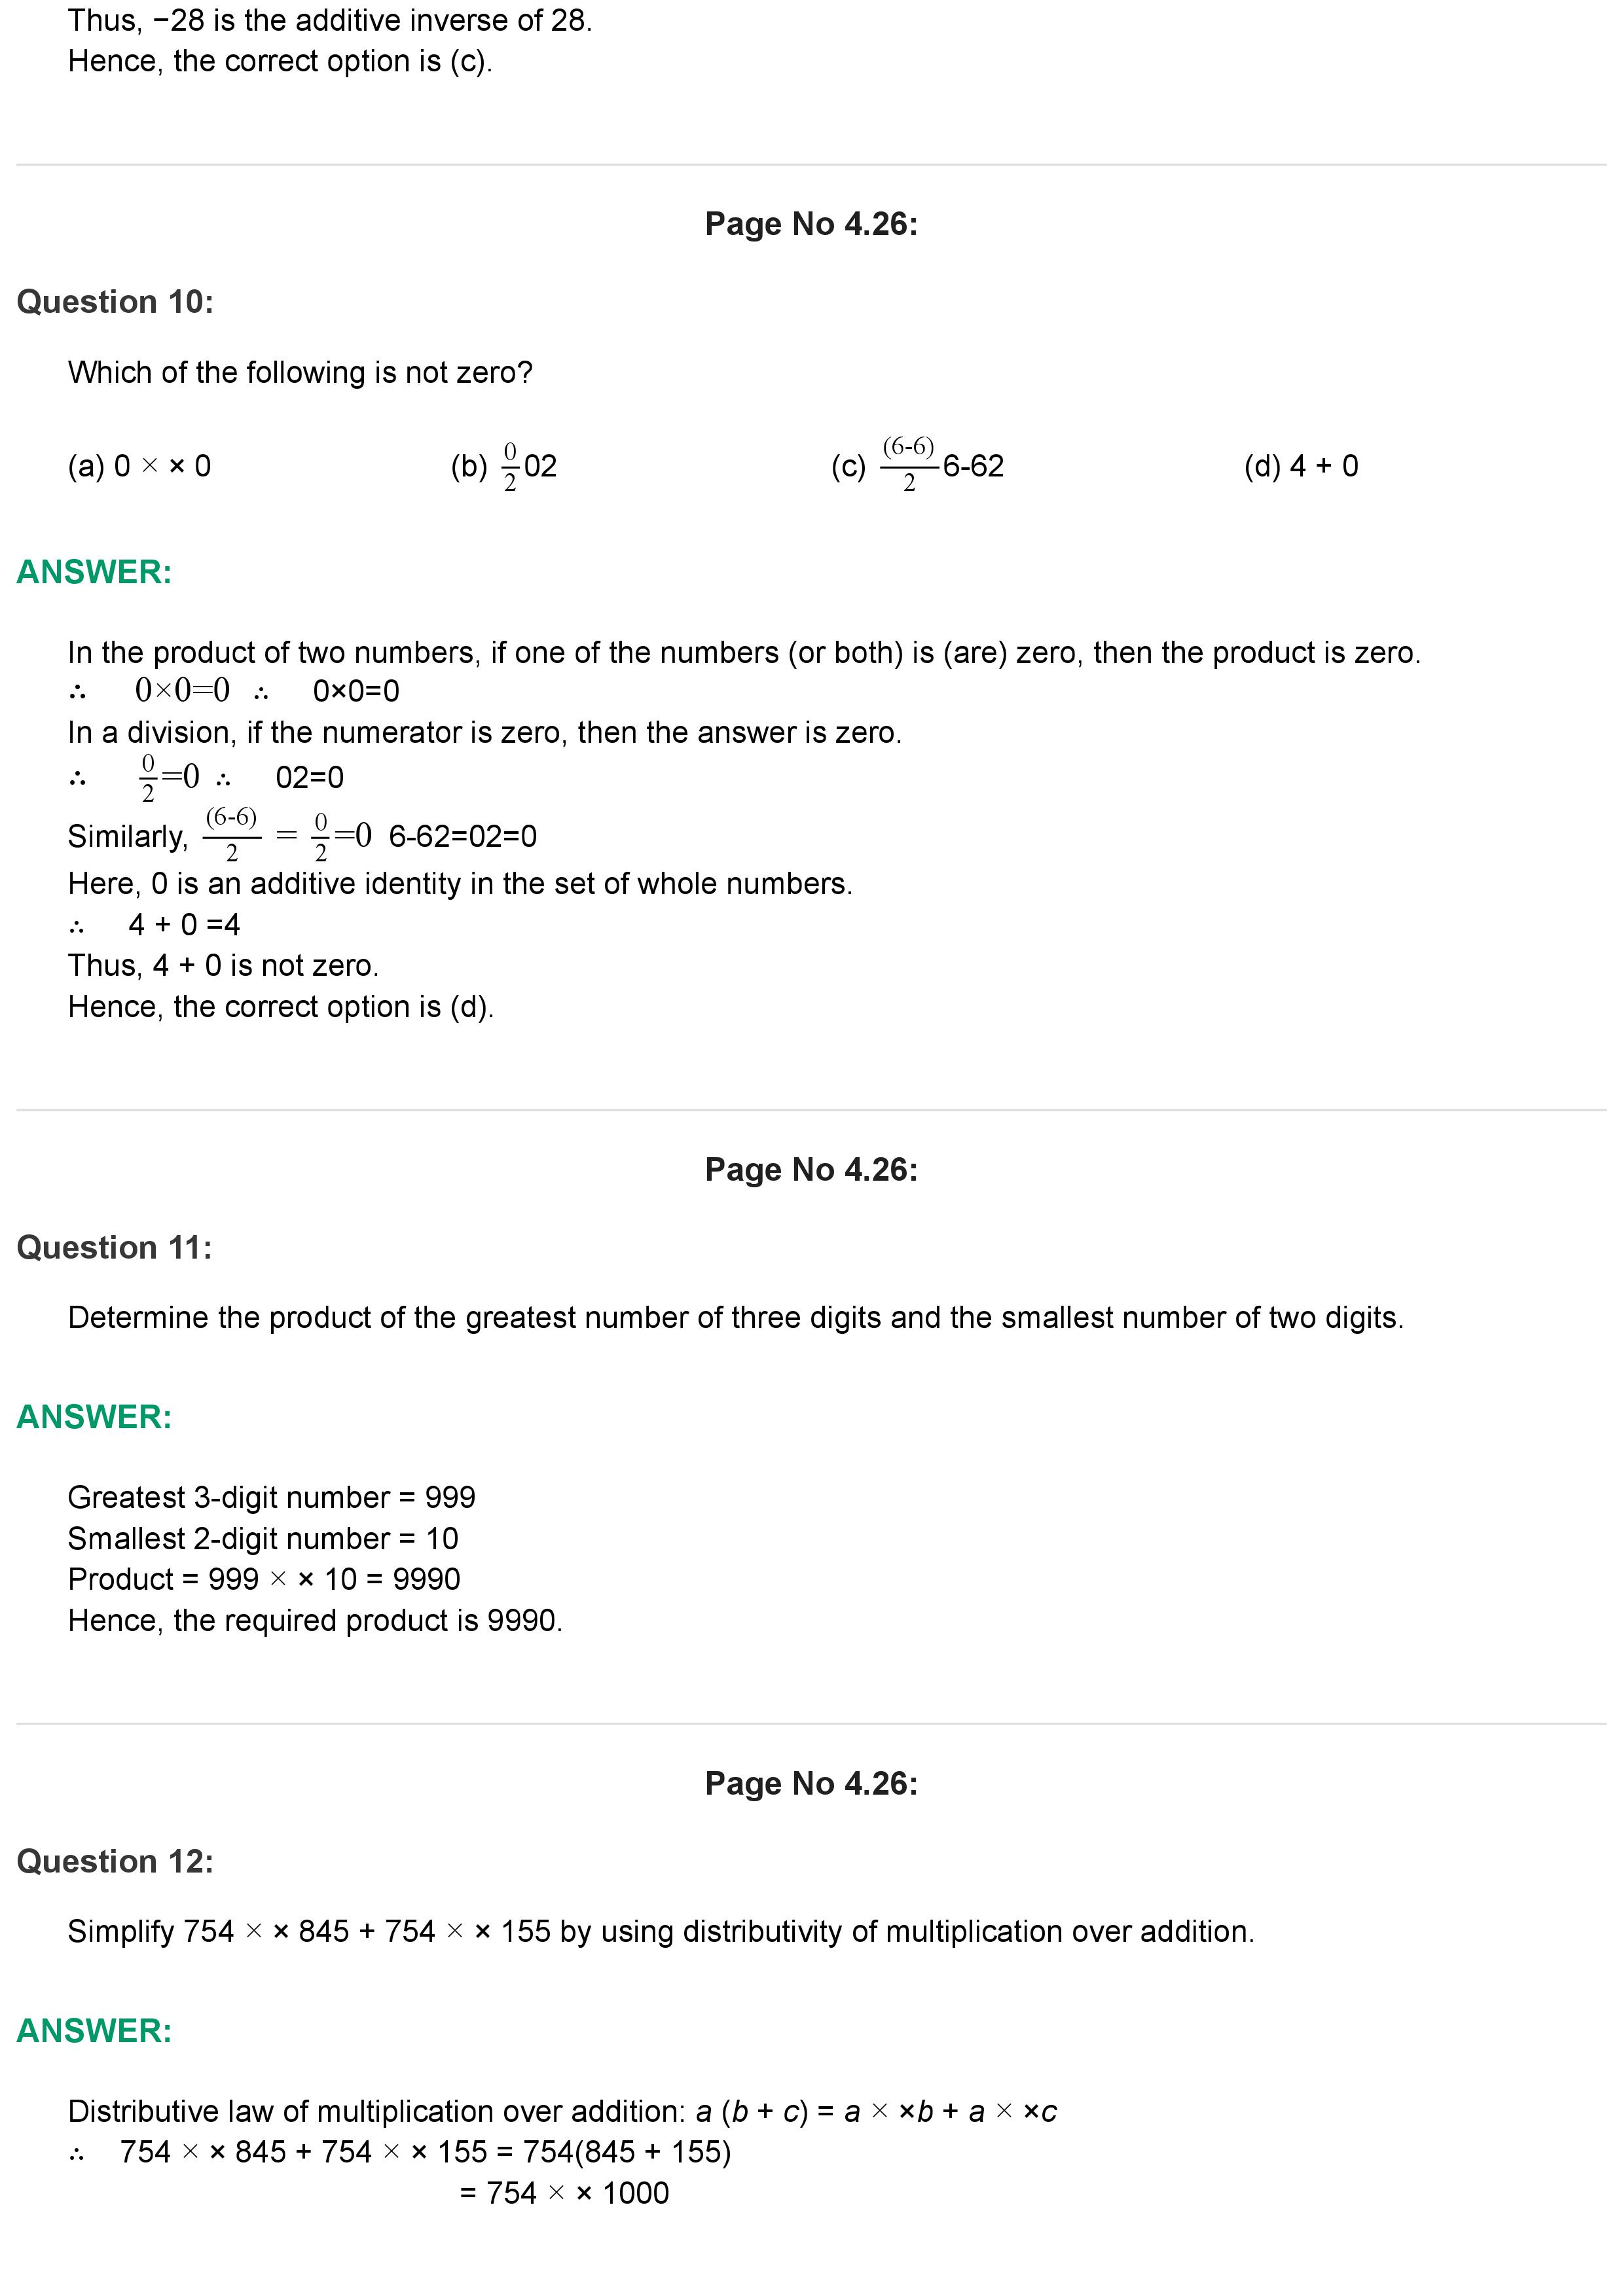 Thus, −28 is the additive inverse of 28.
Hence, the correct option is (c).
Page No 4.26:
Question 10:
Which of the following is not zero?
(a) 0 × × 0 (b) 0/2 02 (c) (6-6)/2 6-62 (d) 4 + 0
ANSWER:
In the product of two numbers, if one of the numbers (or both) is (are) zero, then the product is zero.
∴ 0×0=0 ∴ 0×0=0
In a division, if the numerator is zero, then the answer is zero.
∴ 0/2=0 ∴ 02=0
Similarly, (6-6)/2 = 0/2=0 6-62=02=0
Here, 0 is an additive identity in the set of whole numbers.
∴ 4 + 0 =4
Thus, 4 + 0 is not zero.
Hence, the correct option is (d).
Page No 4.26:
Question 11:
Determine the product of the greatest number of three digits and the smallest number of two digits.
ANSWER:
Greatest 3-digit number = 999
Smallest 2-digit number = 10
Product = 999 × × 10 = 9990
Hence, the required product is 9990.
Page No 4.26:
Question 12:
Simplify 754 × × 845 + 754 × × 155 by using distributivity of multiplication over addition.
ANSWER:
Distributive law of multiplication over addition: a (b + c) = a × ×b + a × ×c
∴ 754 × × 845 + 754 × × 155 = 754(845 + 155)
= 754 × × 1000